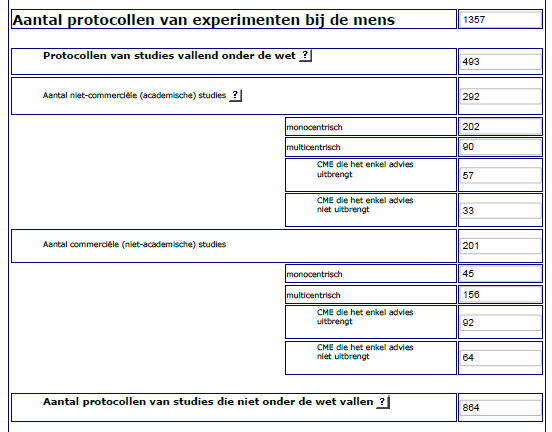 Aantal protocollen van experimenten bij de mens 1357
Protocollen van studies vallend onder de wet ? 493
Aantal niet-commerciële (academische) studies ? 292
monocentrisch 202
multicentrisch 90
CME die het enkel advies
uitbrengt 57
CME die het enkel advies
niet uitbrengt 33
Aantal commerciële (niet-academische) studies 201
monocentrisch 45
multicentrisch 156
CME die het enkel advies
uitbrengt 92
CME die het enkel advies
niet uitbrengt 64
Aantal protocollen van studies die niet onder de wet vallen ? 864